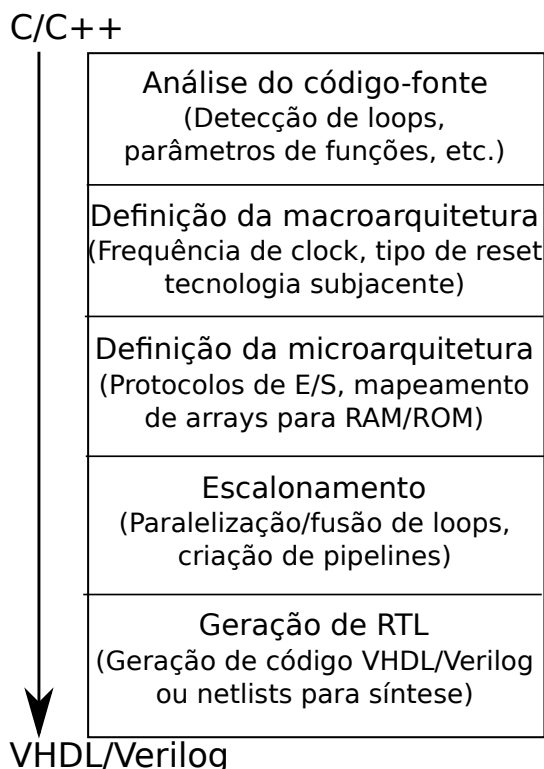 C/C++
Análise do código-fonte
(Detecção de loops,
parâmetros de funções, etc.)
Definição da macroarquitetura
(Frequência de clock, tipo de reset
tecnologia subjacente)
Definição da microarquitetura
(Protocolos de E/S, mapeamento
de arrays para RAM/ROM)
Escalonamento
(Paralelização/fusão de loops,
criação de pipelines)
Geração de RTL
(Geração de código VHDL/Verilog
ou netlists para síntese)
VHDL/Verilog